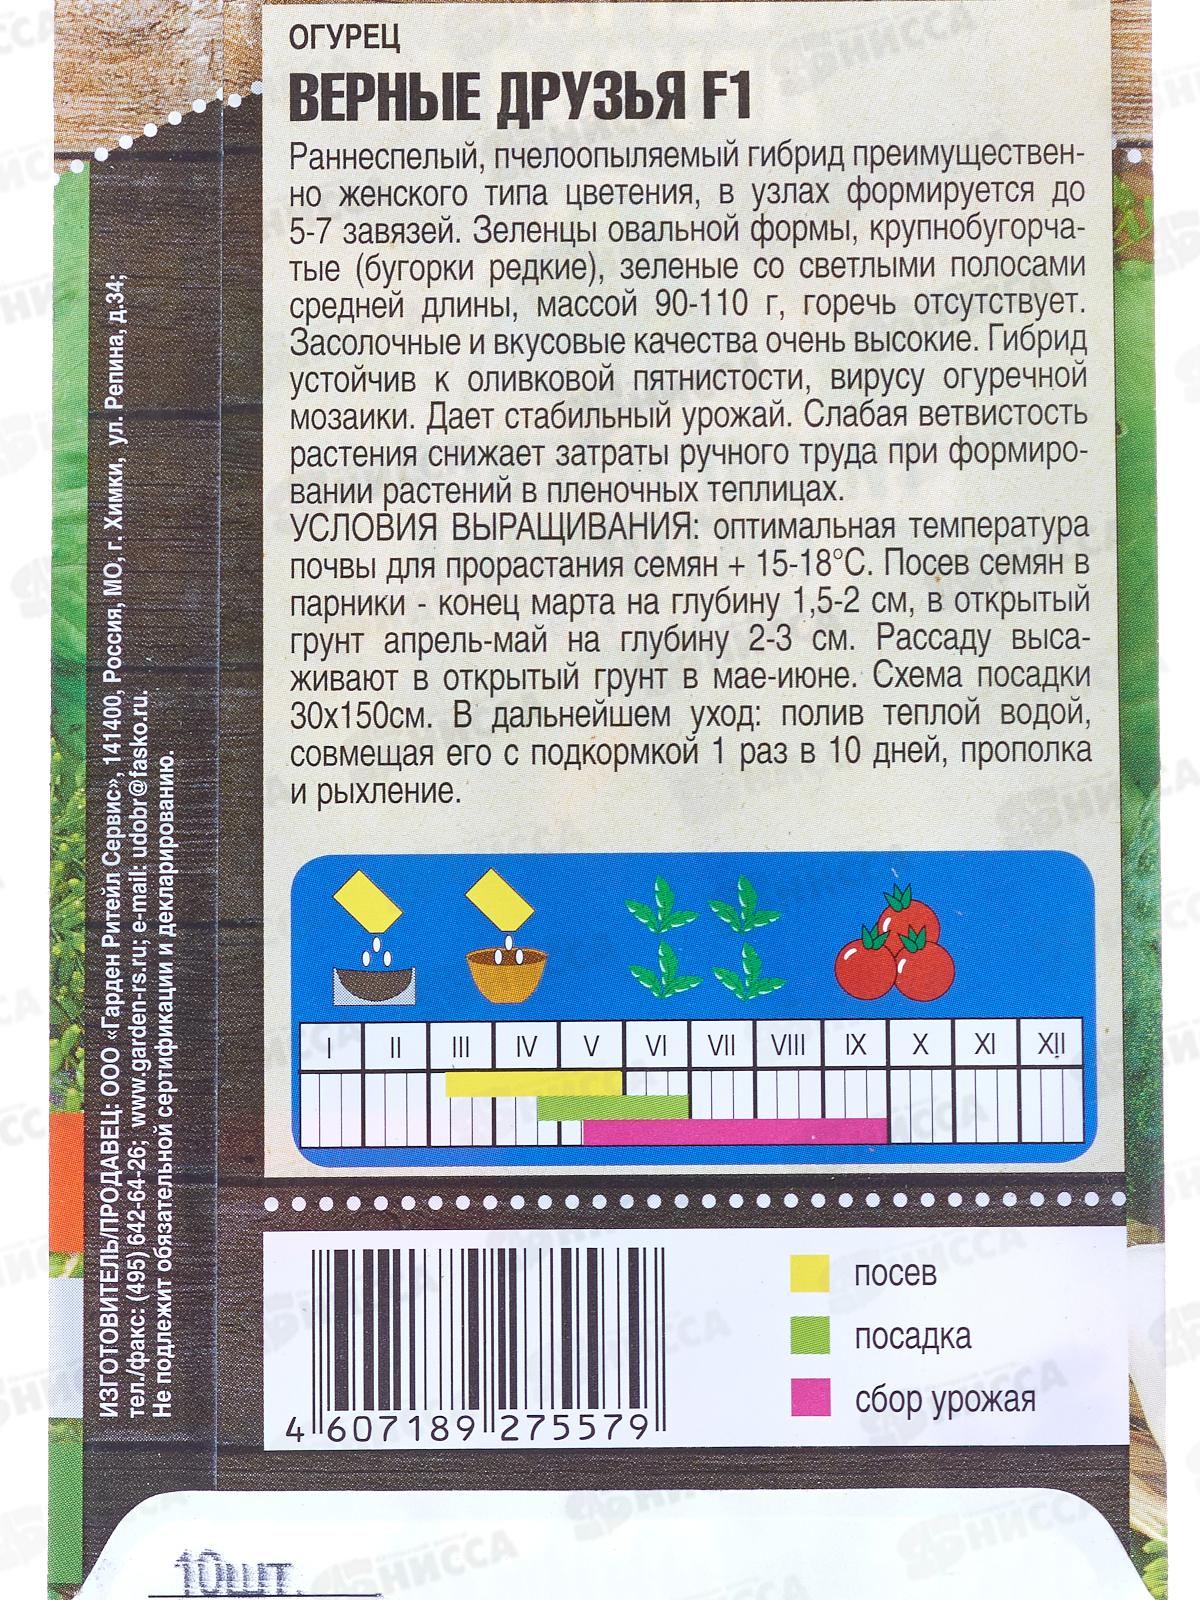 ОГУРЕЦ
ВЕРНЫЕ ДРУЗЬЯ F1
Раннеспелый, пчелоопыляемый гибрид преимуществен-
но женского типа цветения, в узлах формируется до
5-7 завязей. Зеленцы овальной формы, крупнобугорча-
тые (бугорки редкие), зеленые со светлыми полосами
средней длины, массой 90-110 г, горечь отсутствует.
Засолочные и вкусовые качества очень высокие. Гибрид
устойчив к оливковой пятнистости, вирусу огуречной
мозаики. Дает стабильный урожай. Слабая ветвистость
растения снижает затраты ручного труда при формиро-
вании растений в пленочных теплицах.
УСЛОВИЯ ВЫРАЩИВАНИЯ: оптимальная температура
почвы для прорастания семян + 15-18°С. Посев семян в
парники - конец марта на глубину 1,5-2 см, в открытый
грунт апрель-май на глубину 2-3 см. Рассаду выса-
живают в открытый грунт в мае-июне. Схема посадки
30х150см. В дальнейшем уход: полив теплой водой,
совмещая его с подкормкой 1 раз в 10 дней, прополка
и рыхление.
I II III IV V VI VII VIII IX X XI XII
посев
посадка
сбор урожая
4 607189 275579
10шт.
ИЗГОТОВИТЕЛЬ/ПРОДАВЕЦ: ООО «Гарден Ритейл Сервис», 141400, Россия, МО, г. Химки, ул. Репина, д.34;
тел./факс: (495) 642-64-26; www.garden-rs.ru; e-mail: udobr@fasko.ru.
Не подлежит обязательной сертификации и декларированию.
НИССА